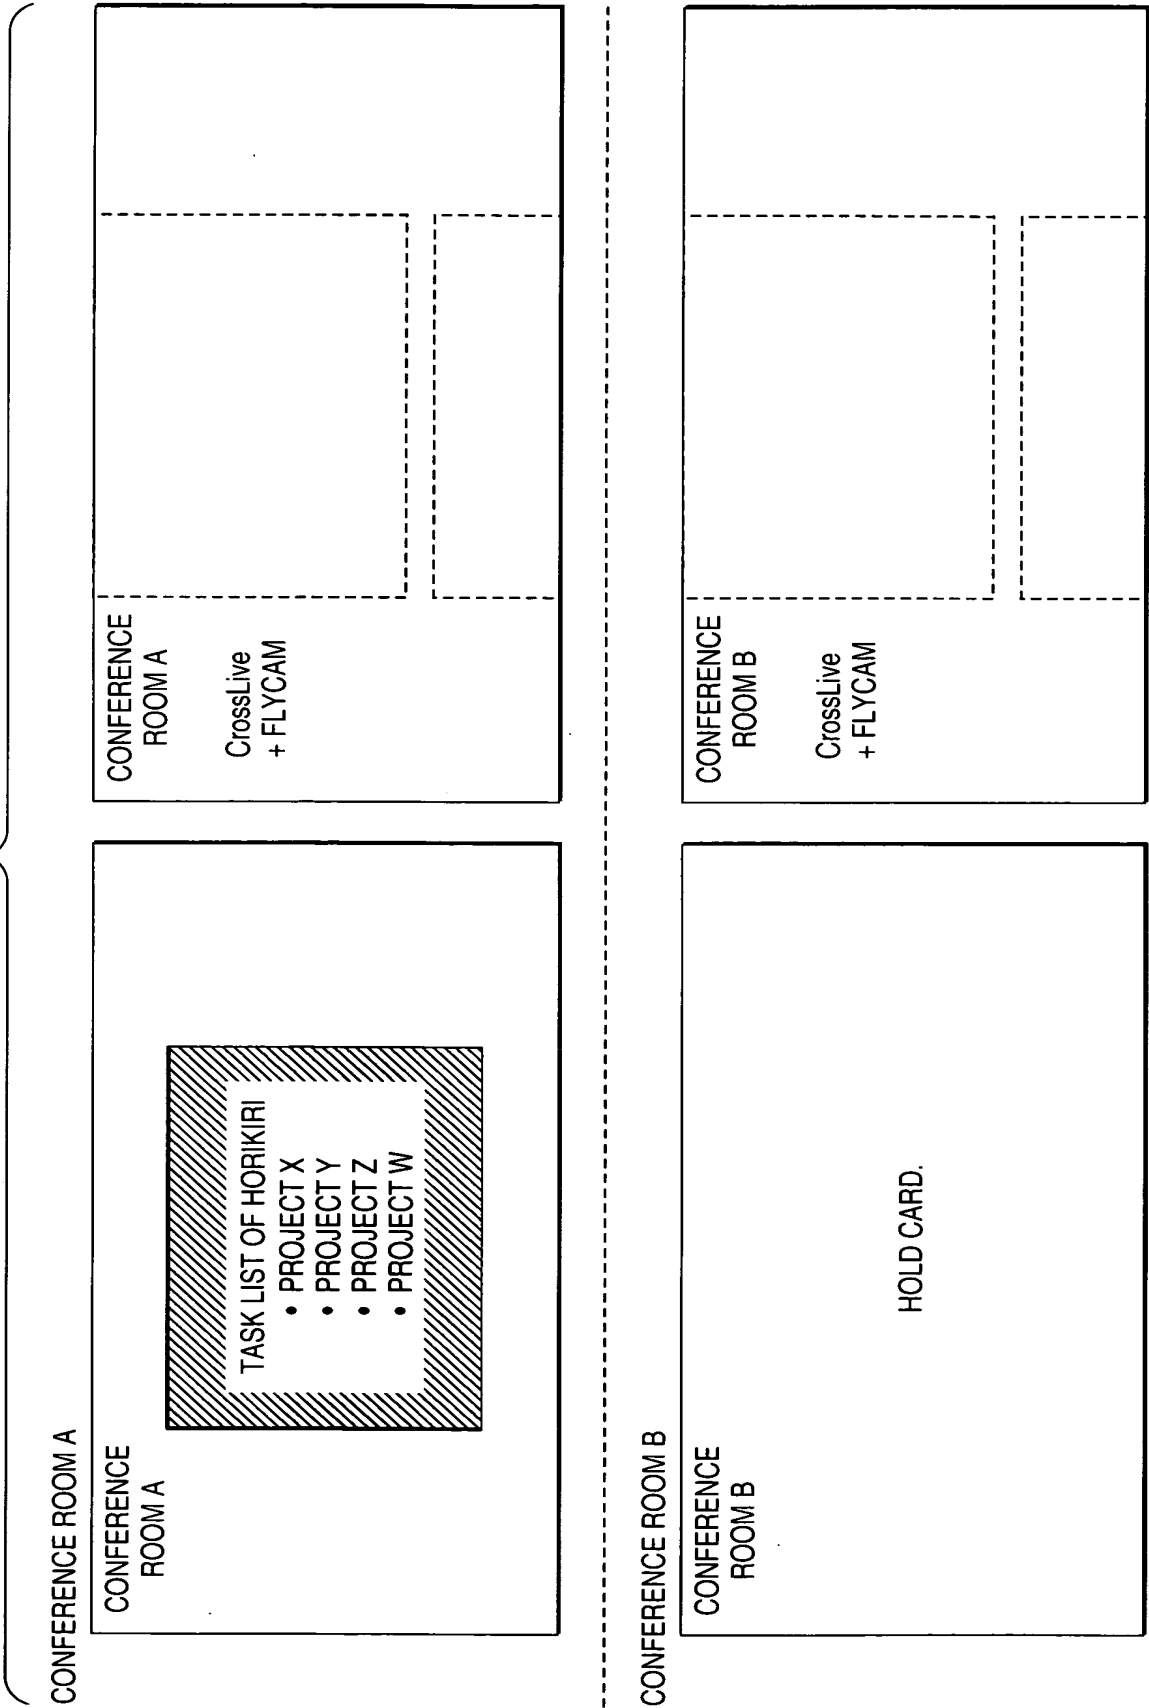 CONFERENCE ROOM A
CONFERENCE
ROOM A
TASK LIST OF HORIKIRI
• PROJECT X
• PROJECT Y
• PROJECT Z
• PROJECT W
CONFERENCE
ROOM A
CrossLive
+ FLYCAM
CONFERENCE ROOM B
CONFERENCE
ROOM B
HOLD CARD.
CONFERENCE
ROOM B
CrossLive
+ FLYCAM